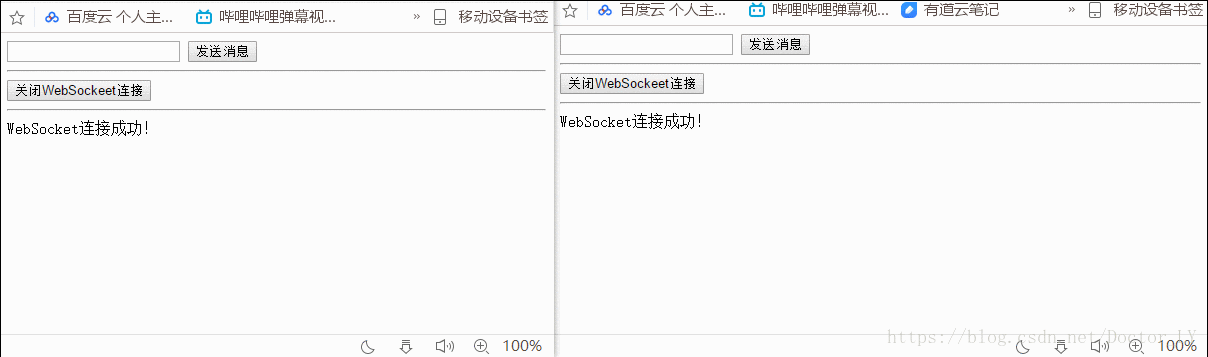 百度云 个人主... 哔哩哔哩弹幕视... » 移动设备书签
发送消息
关闭WebSockeet连接
WebSocket连接成功!
100%
百度云 个人主... 哔哩哔哩弹幕视... 有道云笔记 » 移动设备书签
发送消息
关闭WebSockeet连接
WebSocket连接成功!
https://blog.csdn.net/Doctor_LY
100%